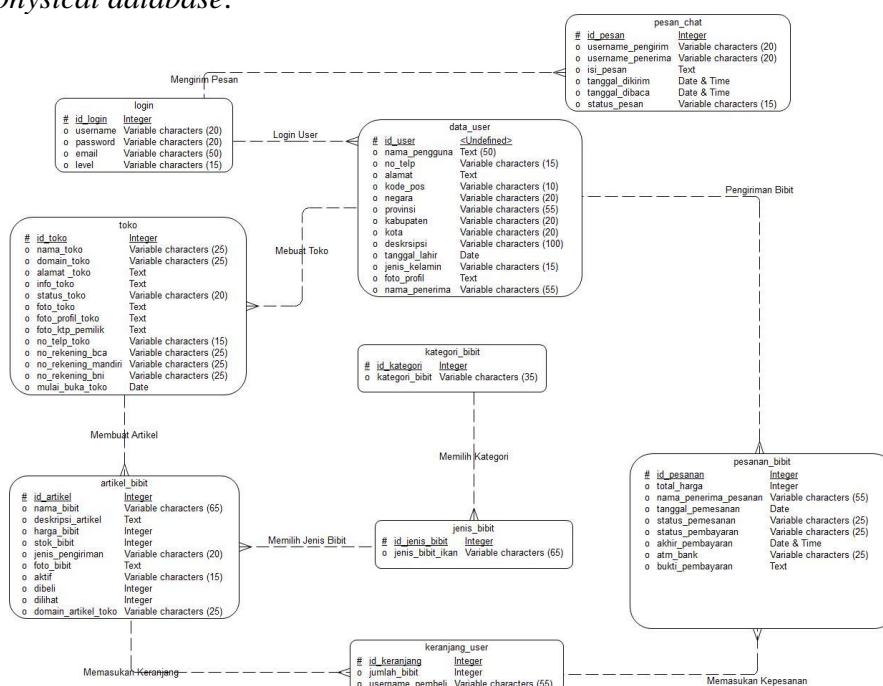 physical database.
pesan_chat
# id_pesan Integer
o username_pengirim Variable characters (20)
o username_penerima Variable characters (20)
o isi_pesan Text
o tanggal_dikirim Date & Time
o tanggal_dibaca Date & Time
status_pesan Variable characters (15)
Mengirim Pesan
login
# id_login Integer
o username Variable characters (20)
o password Variable characters (20)
o email Variable characters (50)
o level Variable characters (15)
Login User
data_user
# id_user <Undefined>
o nama_pengguna Text (50)
o no_telp Variable characters (15)
o alamat Text
o kode_pos Variable characters (10)
o negara Variable characters (20)
o provinsi Variable characters (55)
o kabupaten Variable characters (20)
o kota Variable characters (20)
o deskrsipsi Variable characters (100)
o tanggal_lahir Date
o jenis_kelamin Variable characters (15)
o foto_profil Text
o nama_penerima Variable characters (55)
Pengiriman Bibit
Mebuat Toko
toko
# id_toko Integer
o nama_toko Variable characters (25)
o domain_toko Variable characters (25)
o alamat _toko Text
o info_toko Text
o status_toko Variable characters (20)
o foto_toko Text
o foto_profil_toko Text
o foto_ktp_pemilik Text
o no_telp_toko Variable characters (15)
o no_rekening_bca Variable characters (25)
o no_rekening_mandiri Variable characters (25)
o no_rekening_bni Variable characters (25)
o mulai_buka_toko Date
kategori_bibit
# id_kategori Integer
o kategori_bibit Variable characters (35)
Membuat Artikel
Memilih Kategori
pesanan_bibit
# id_pesanan Integer
o total_harga Integer
o nama_penerima_pesanan Variable characters (55)
o tanggal_pemesanan Date
o status_pemesanan Variable characters (25)
o status_pembayaran Variable characters (25)
o akhir_pembayaran Date & Time
o atm_bank Variable characters (25)
o bukti_pembayaran Text
artikel_bibit
# id_artikel Integer
o nama_bibit Variable characters (65)
o deskripsi_artikel Text
o harga_bibit Integer
o stok_bibit Integer
o jenis_pengiriman Variable characters (20)
o foto_bibit Text
o aktif Variable characters (15)
o dibeli Integer
o dilihat Integer
o domain_artikel_toko Variable characters (25)
Memilih Jenis Bibit
jenis_bibit
# id_jenis_bibit Integer
o jenis_bibit_ikan Variable characters (65)
Memasukan Keranjang
keranjang_user
# id_keranjang Integer
o jumlah_bibit Integer
o username_pembeli Variable characters (55)
Memasukan Kepesanan